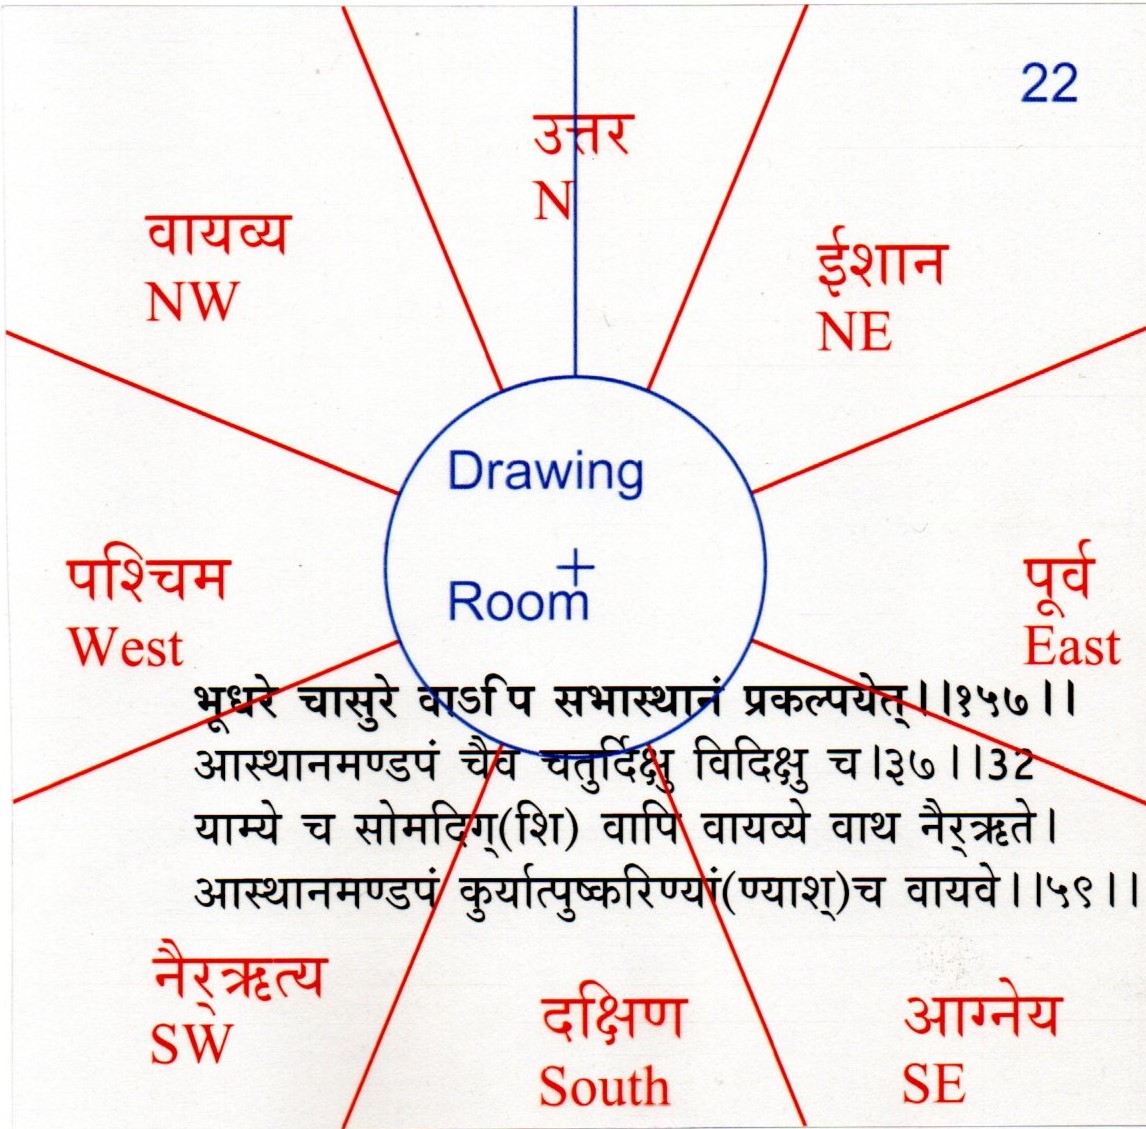 22
उत्तर
N
वायव्य
NW
ईशान
NE
Drawing
Room
पश्चिम
West
पूर्व
East
भूधरे चासुरे वाऽपि सभास्थानं प्रकल्पयेत्।।१५७।।
आस्थानमण्डपं चैव चतुर्दिक्षु विदिक्षु च।३७।।32
याम्ये च सोमदिग्(शि) वापि वायव्ये वाथ नैर्ऋते।
आस्थानमण्डपं कुर्यात्पुष्करिण्यां(ण्याश्)च वायवे।।५९।।
नैर्ऋत्य
SW
दक्षिण
South
आग्नेय
SE